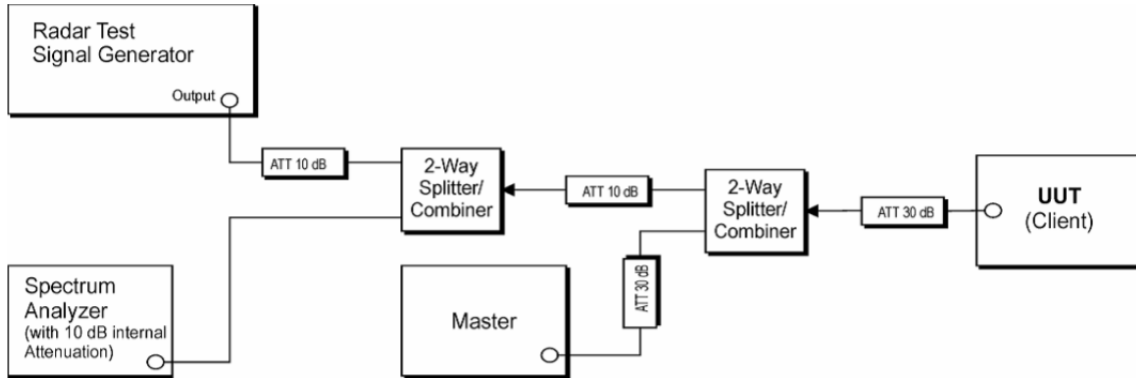 Radar Test
Signal Generator
Output
ATT 10 dB
2-Way
Splitter/
Combiner
ATT 10 dB
2-Way
Splitter/
Combiner
ATT 30 dB
UUT
(Client)
Spectrum
Analyzer
(with 10 dB internal
Attenuation)
Master
ATT 30 dB